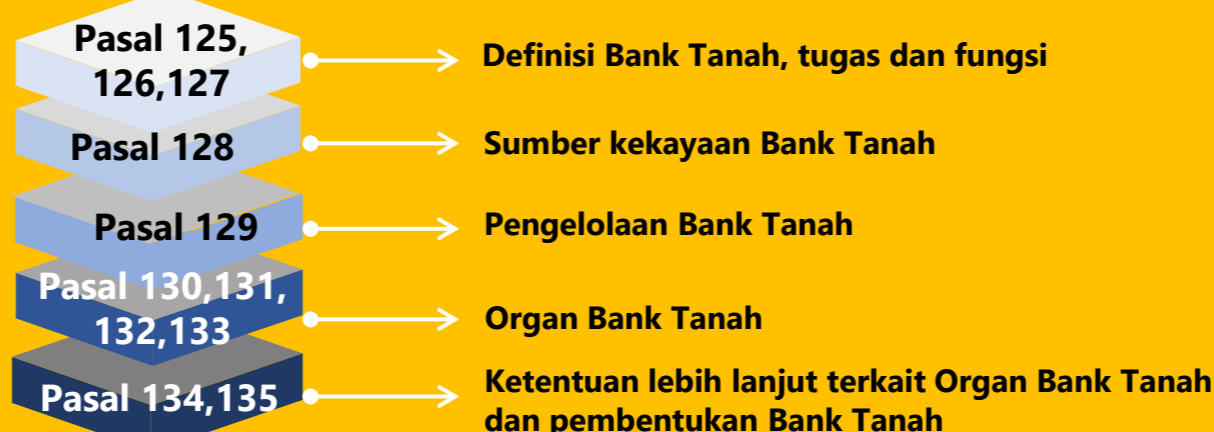 Pasal 125,
126,127
Definisi Bank Tanah, tugas dan fungsi
Pasal 128
Sumber kekayaan Bank Tanah
Pasal 129
Pengelolaan Bank Tanah
Pasal 130,131,
132,133
Organ Bank Tanah
Pasal 134,135
Ketentuan lebih lanjut terkait Organ Bank Tanah
dan pembentukan Bank Tanah